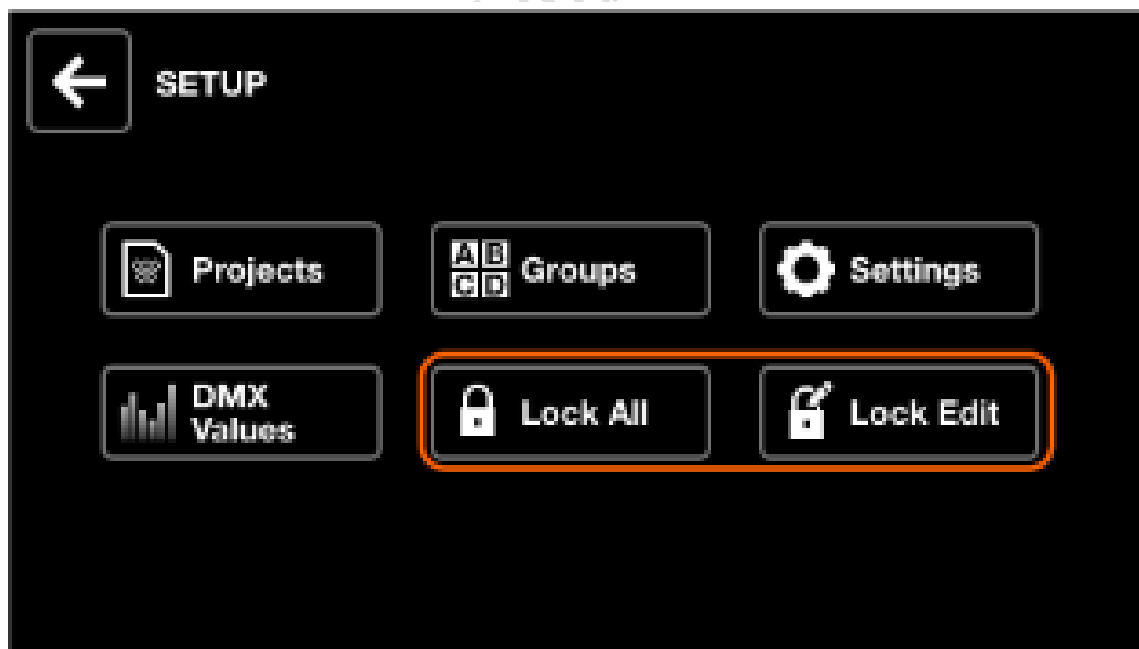 SETUP
Projects
A B
C D
Groups
Settings
DMX
Values
Lock All
Lock Edit